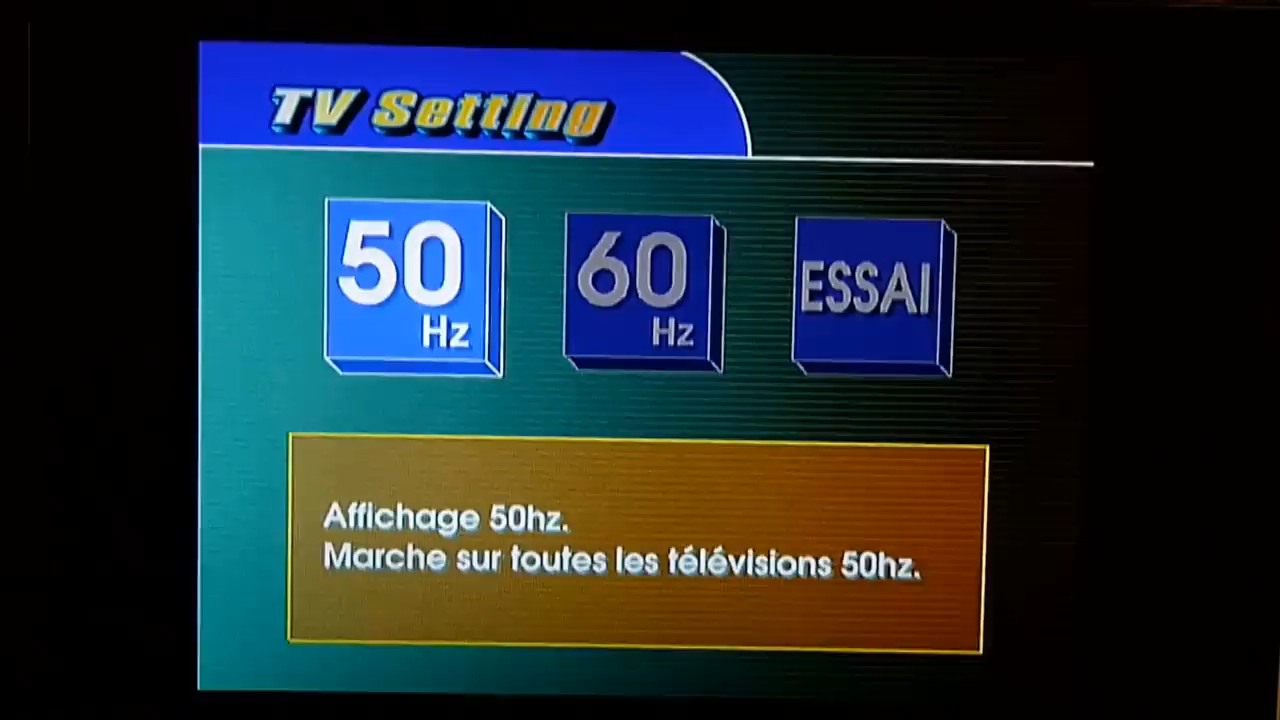 TV Setting
50 Hz
60 Hz
ESSAI
Affichage 50hz.
Marche sur toutes les télévisions 50hz.